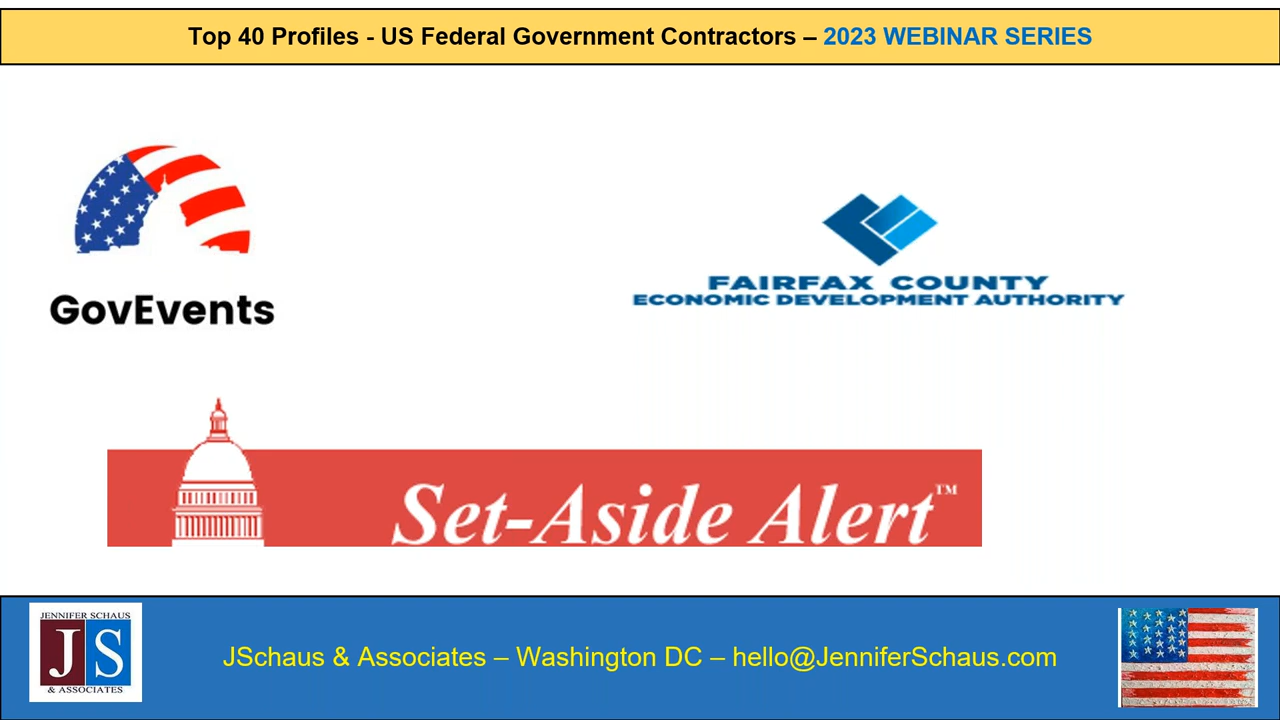 Top 40 Profiles - US Federal Government Contractors – 2023 WEBINAR SERIES
GovEvents
FAIRFAX COUNTY
ECONOMIC DEVELOPMENT AUTHORITY
Set-Aside Alert™
JENNIFER SCHAUS
JS
& ASSOCIATES
JSchaus & Associates – Washington DC – hello@JenniferSchaus.com